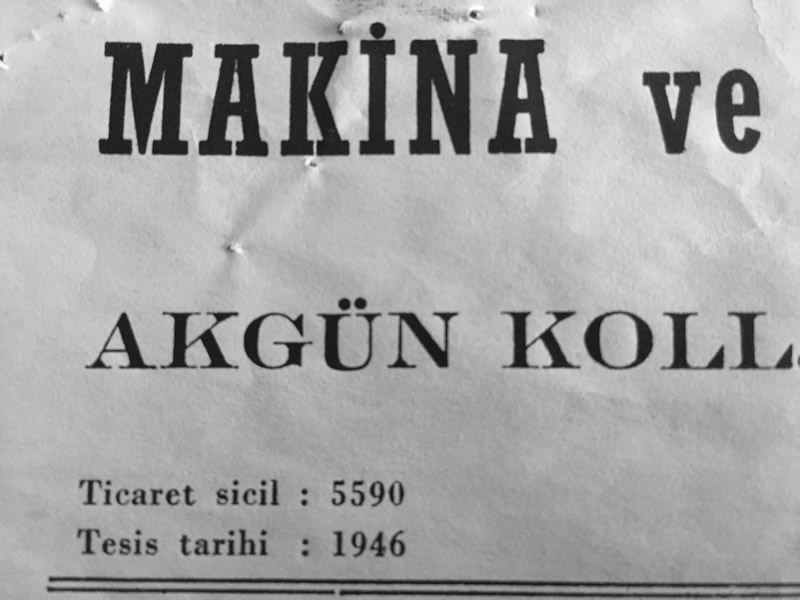 MAKİNA ve
AKGÜN KOLL
Ticaret sicil : 5590
Tesis tarihi : 1946